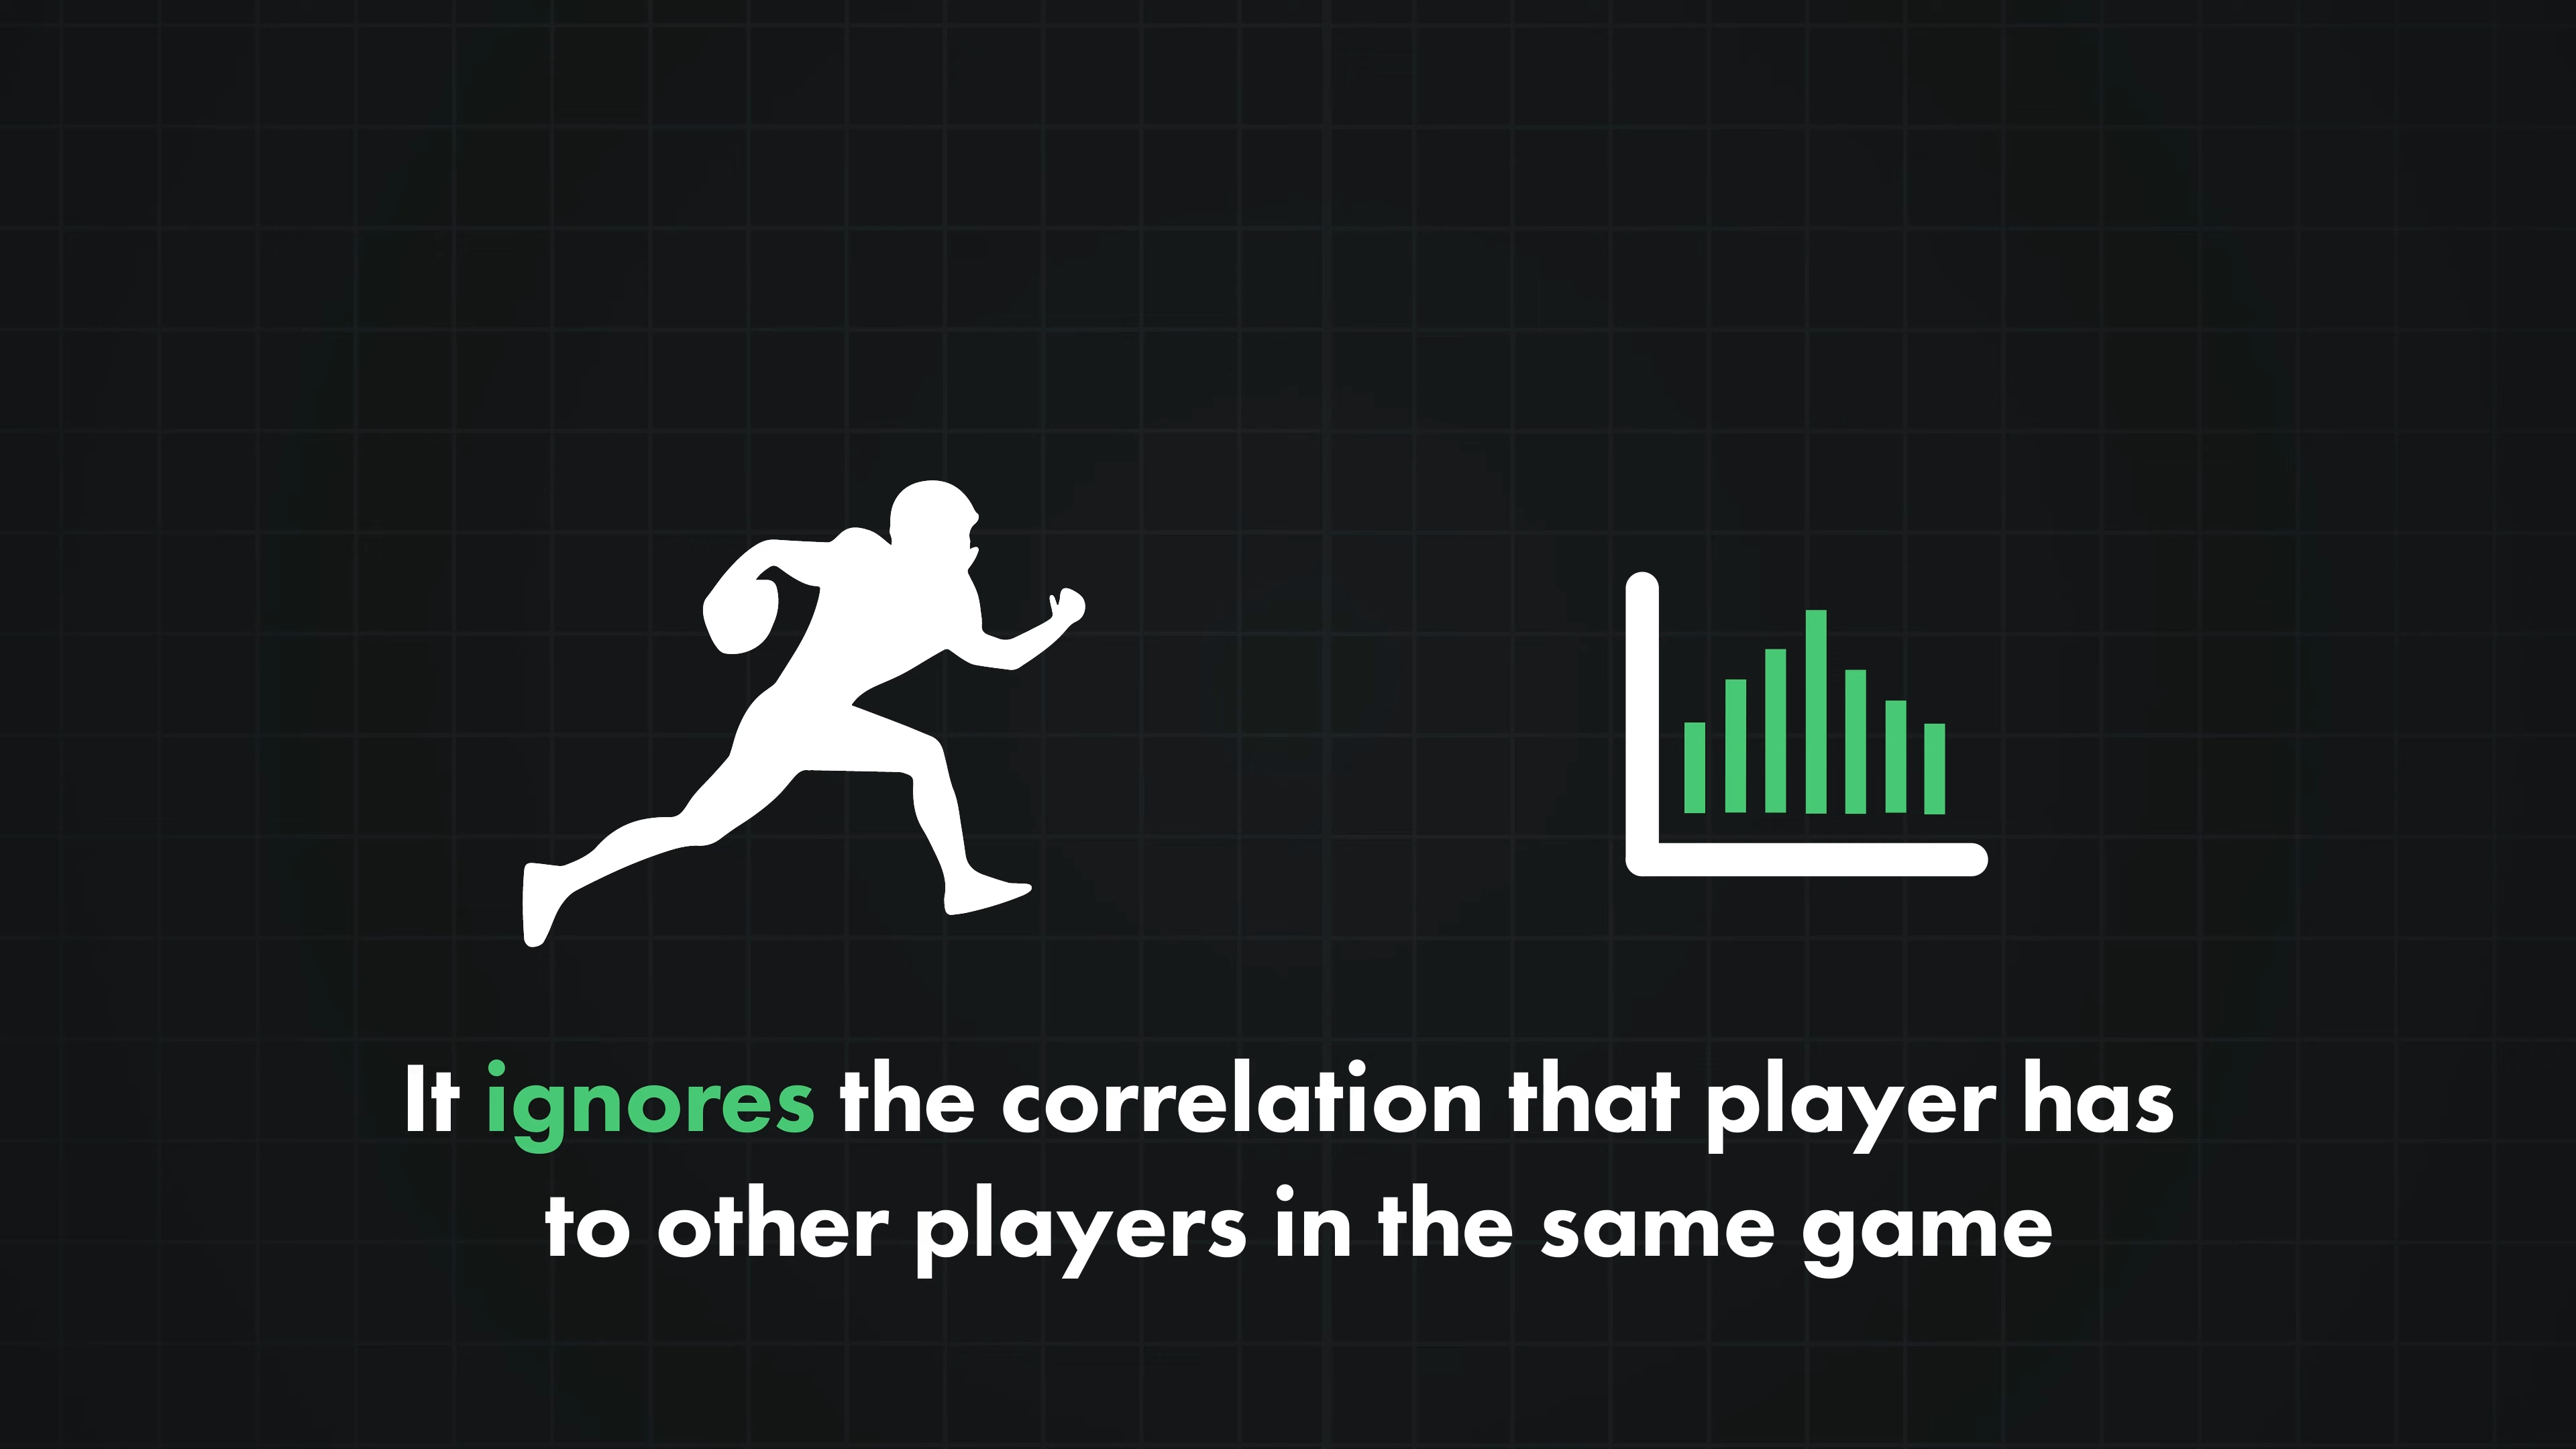 It ignores the correlation that player has
to other players in the same game